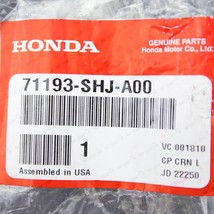 HONDA
GENUINE PARTS
Honda Motor Co., Ltd.
71193-SHJ-A00
1
VC 001810
CP CRN L
Assembled in USA
JD 22250